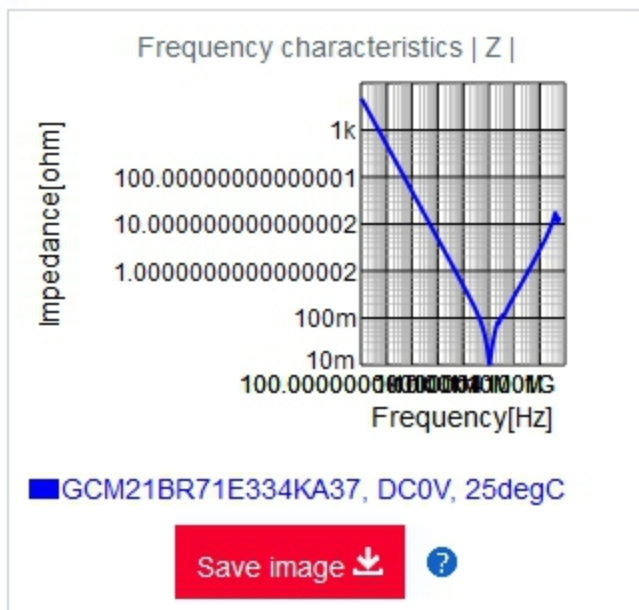 Frequency characteristics | Z |
Impedance[ohm]
1k
100.00000000000001
10.000000000000002
1.0000000000000002
100m
10m
Frequency[Hz]
GCM21BR71E334KA37, DC0V, 25degC
Save image
?